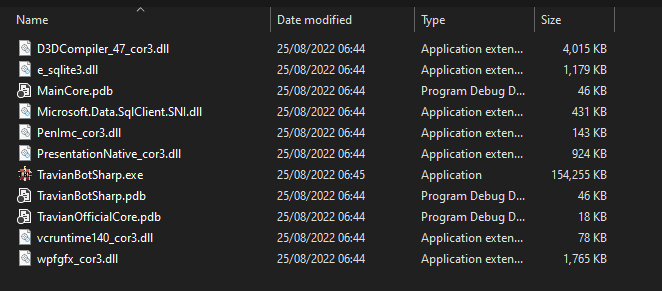 Name Date modified Type Size
D3DCompiler_47_cor3.dll 25/08/2022 06:44 Application exten... 4,015 KB
e_sqlite3.dll 25/08/2022 06:44 Application exten... 1,179 KB
MainCore.pdb 25/08/2022 06:44 Program Debug D... 46 KB
Microsoft.Data.SqlClient.SNI.dll 25/08/2022 06:44 Application exten... 431 KB
PenImc_cor3.dll 25/08/2022 06:44 Application exten... 143 KB
PresentationNative_cor3.dll 25/08/2022 06:44 Application exten... 924 KB
TravianBotSharp.exe 25/08/2022 06:45 Application 154,255 KB
TravianBotSharp.pdb 25/08/2022 06:44 Program Debug D... 46 KB
TravianOfficialCore.pdb 25/08/2022 06:44 Program Debug D... 18 KB
vcruntime140_cor3.dll 25/08/2022 06:44 Application exten... 78 KB
wpfgfx_cor3.dll 25/08/2022 06:44 Application exten... 1,765 KB